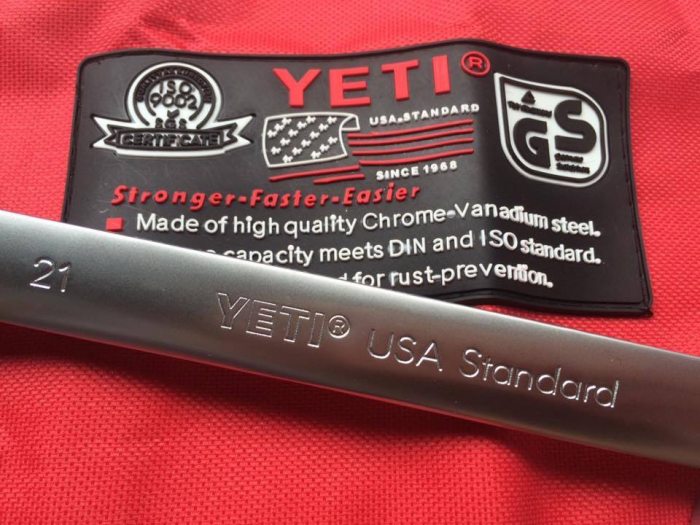 YETI®
ISO
9002
SGS
CERTIFICATE
USA.STANDARD
SINCE 1968
GS
Stronger-Faster-Easier
Made of high quality Chrome-Vanadium steel.
capacity meets DIN and ISO standard.
for rust-prevention.
21
YETI® USA Standard